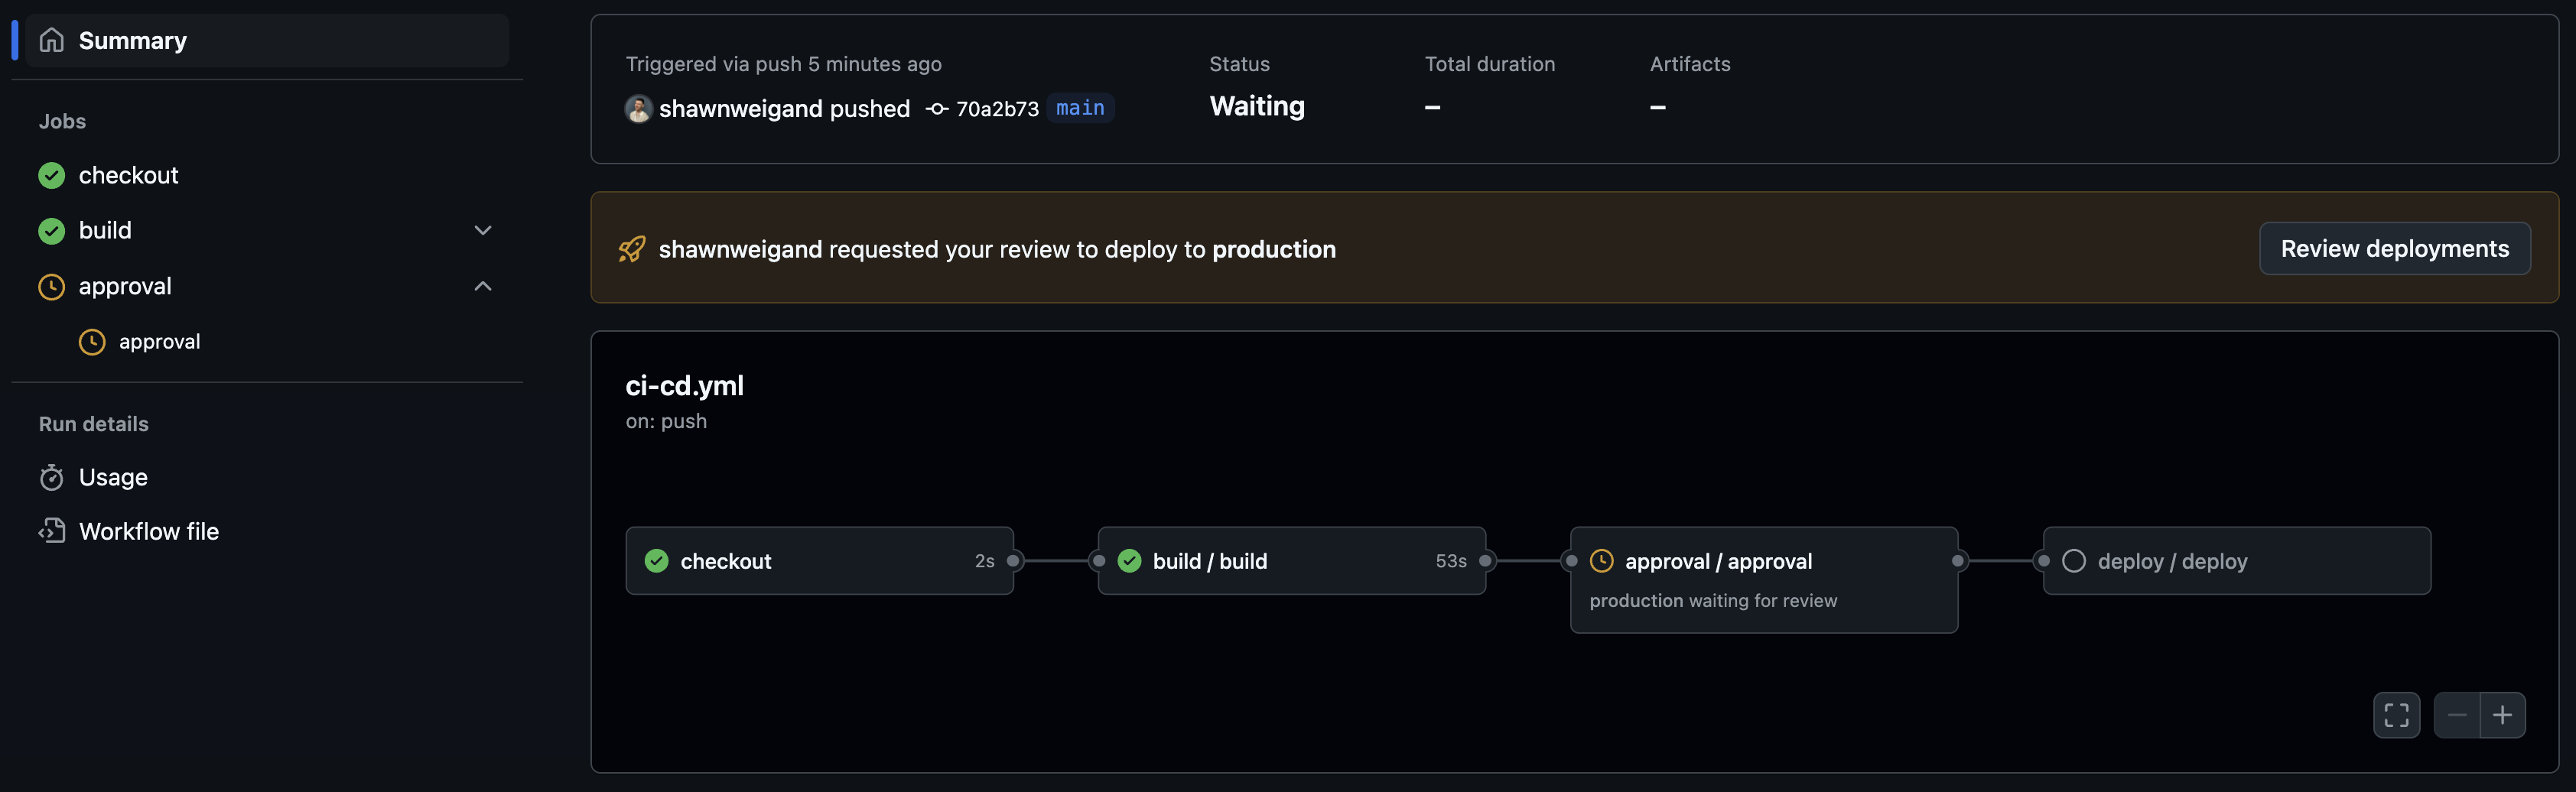 Summary
Jobs
checkout
build
approval
approval
Run details
Usage
Workflow file
Triggered via push 5 minutes ago
shawnweigand pushed 70a2b73 main
Status
Waiting
Total duration
–
Artifacts
–
shawnweigand requested your review to deploy to production
Review deployments
ci-cd.yml
on: push
checkout 2s
build / build 53s
approval / approval
production waiting for review
deploy / deploy